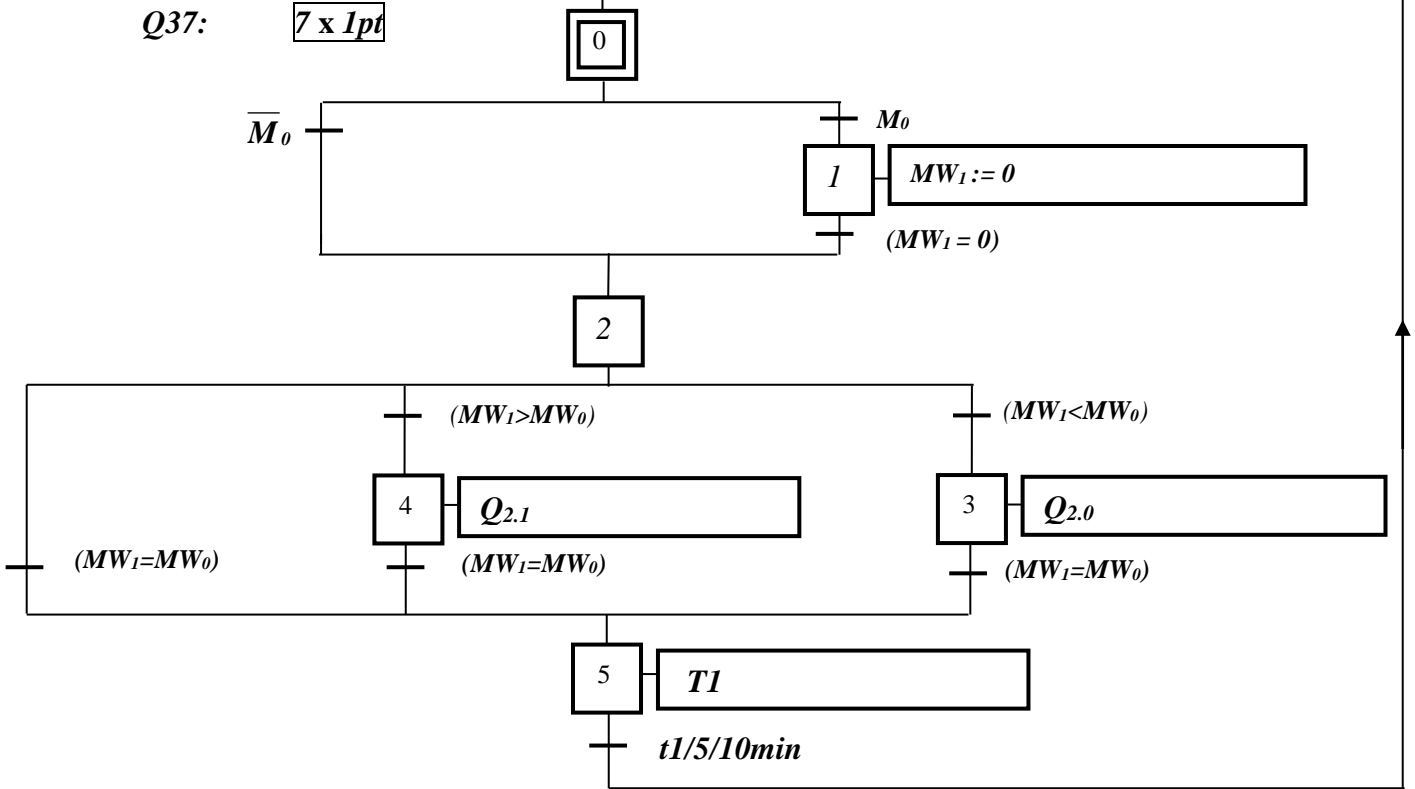 Q37: 7 x 1pt
0
M̅0 M0
1 MW1 := 0
(MW1 = 0)
2
(MW1>MW0) (MW1<MW0)
4 Q2.1 3 Q2.0
(MW1=MW0) (MW1=MW0) (MW1=MW0)
5 T1
t1/5/10min